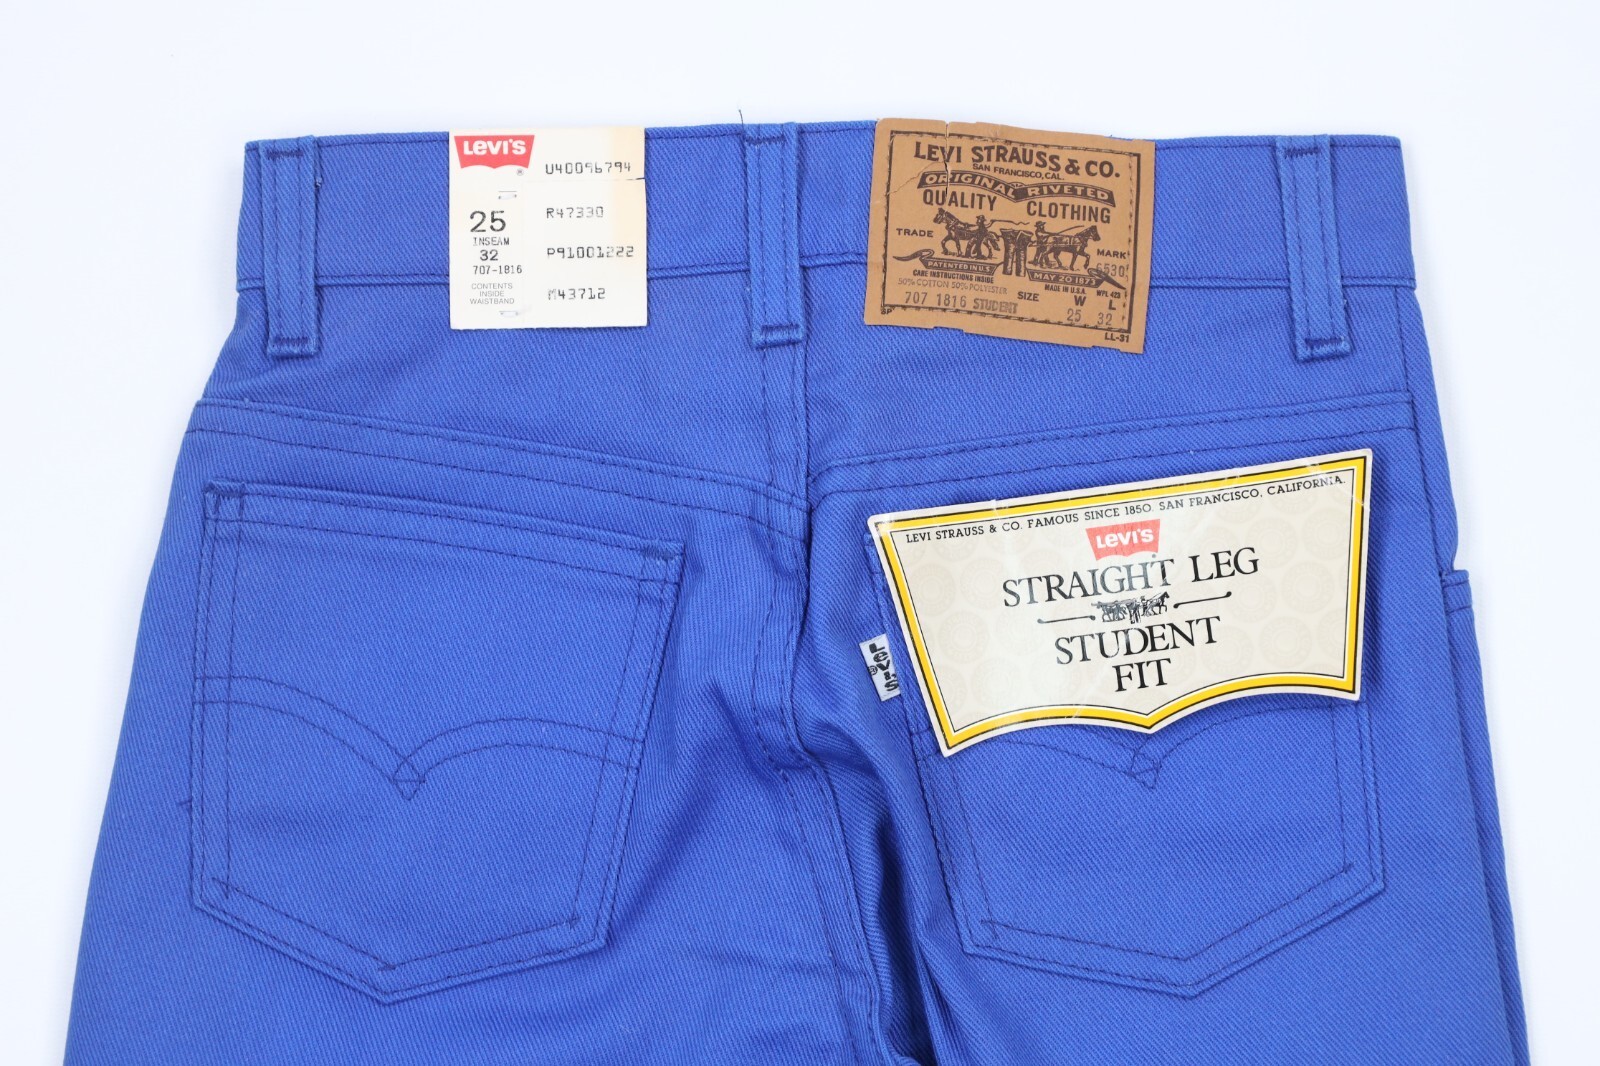 LEVI'S
®
25
INSEAM
32
707-1816
CONTENTS
INSIDE
WAISTBAND
U40096794
R47330
P91001222
M43712
LEVI STRAUSS & CO.
SAN FRANCISCO, CAL.
ORIGINAL RIVETED
QUALITY CLOTHING
TRADE MARK
6530
PATENTED IN U.S. MAY 20 1873
CARE INSTRUCTIONS INSIDE
50% COTTON 50% POLYESTER MADE IN U.S.A. WPL 423
707 1816 STUDENT SIZE W L
25 32
LL-31
LEVI STRAUSS & CO. FAMOUS SINCE 1850. SAN FRANCISCO, CALIFORNIA.
LEVI'S
STRAIGHT LEG
STUDENT
FIT
LEVI'S
®